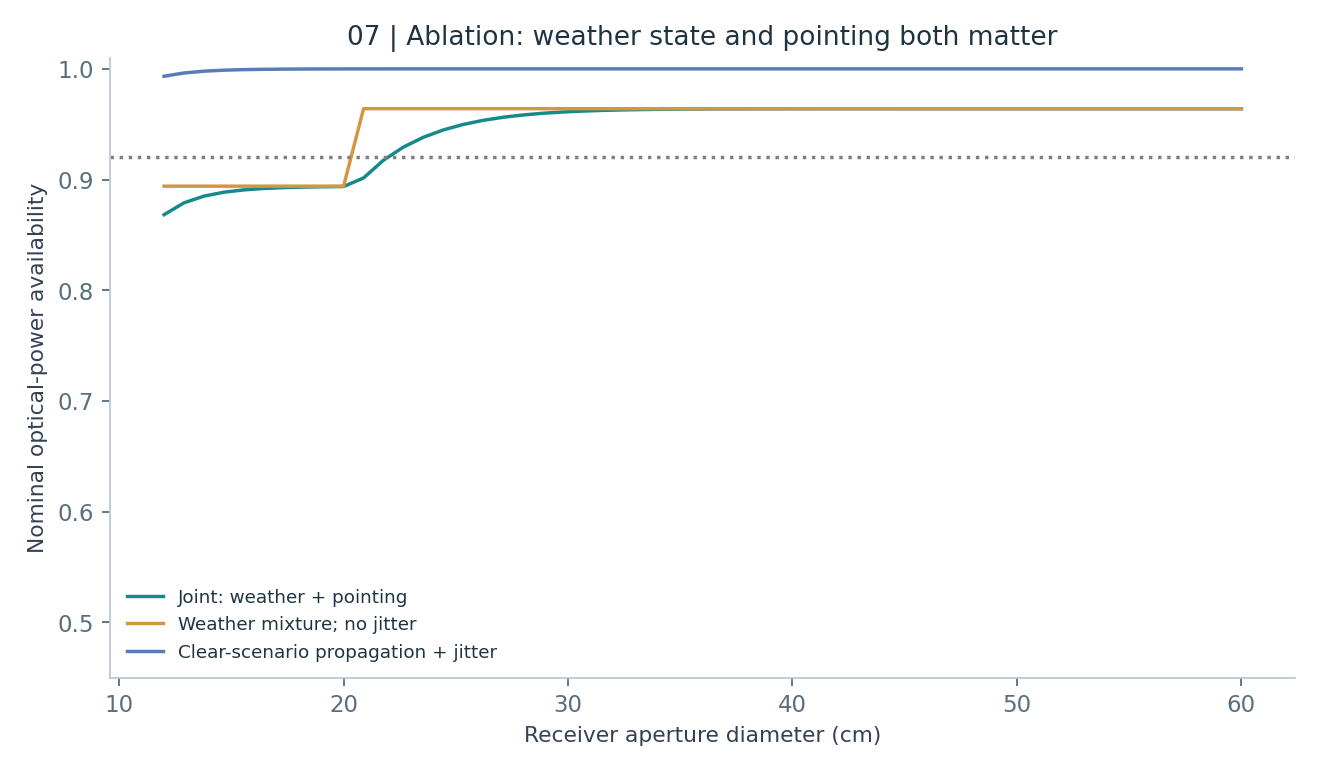 07 | Ablation: weather state and pointing both matter
Nominal optical-power availability
1.0
0.9
0.8
0.7
0.6
0.5
Joint: weather + pointing
Weather mixture; no jitter
Clear-scenario propagation + jitter
10
20
30
40
50
60
Receiver aperture diameter (cm)